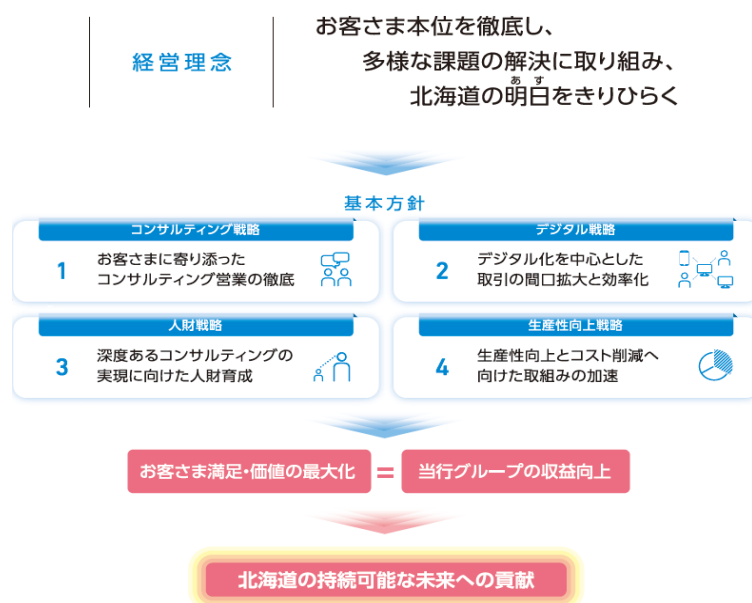 経営理念
お客さま本位を徹底し、
多様な課題の解決に取り組み、
あす
北海道の明日をきりひらく
基本方針
コンサルティング戦略
1
お客さまに寄り添った
コンサルティング営業の徹底
デジタル戦略
2
デジタル化を中心とした
取引の間口拡大と効率化
人財戦略
3
深度あるコンサルティングの
実現に向けた人財育成
生産性向上戦略
4
生産性向上とコスト削減へ
向けた取組みの加速
お客さま満足・価値の最大化 = 当行グループの収益向上
北海道の持続可能な未来への貢献